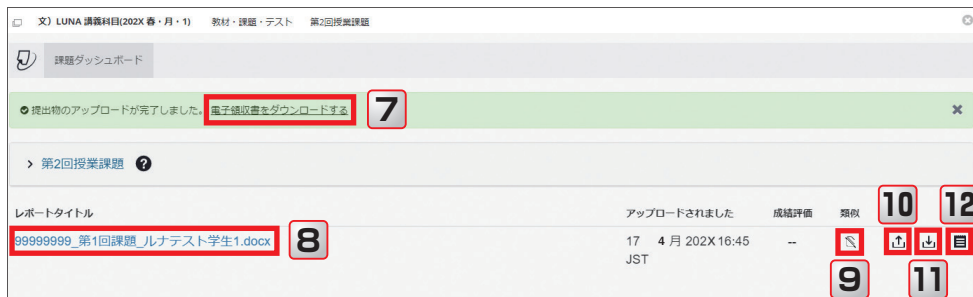 文）LUNA 講義科目(202X 春・月・1) 教材・課題・テスト 第2回授業課題
課題ダッシュボード
提出物のアップロードが完了しました。電子領収書をダウンロードする 7
第2回授業課題 ?
10 12
レポートタイトル アップロードされました 成績評価 類似
99999999_第1回課題_ルナテスト学生1.docx 8 17 4 月 202X 16:45 --
JST
9 11